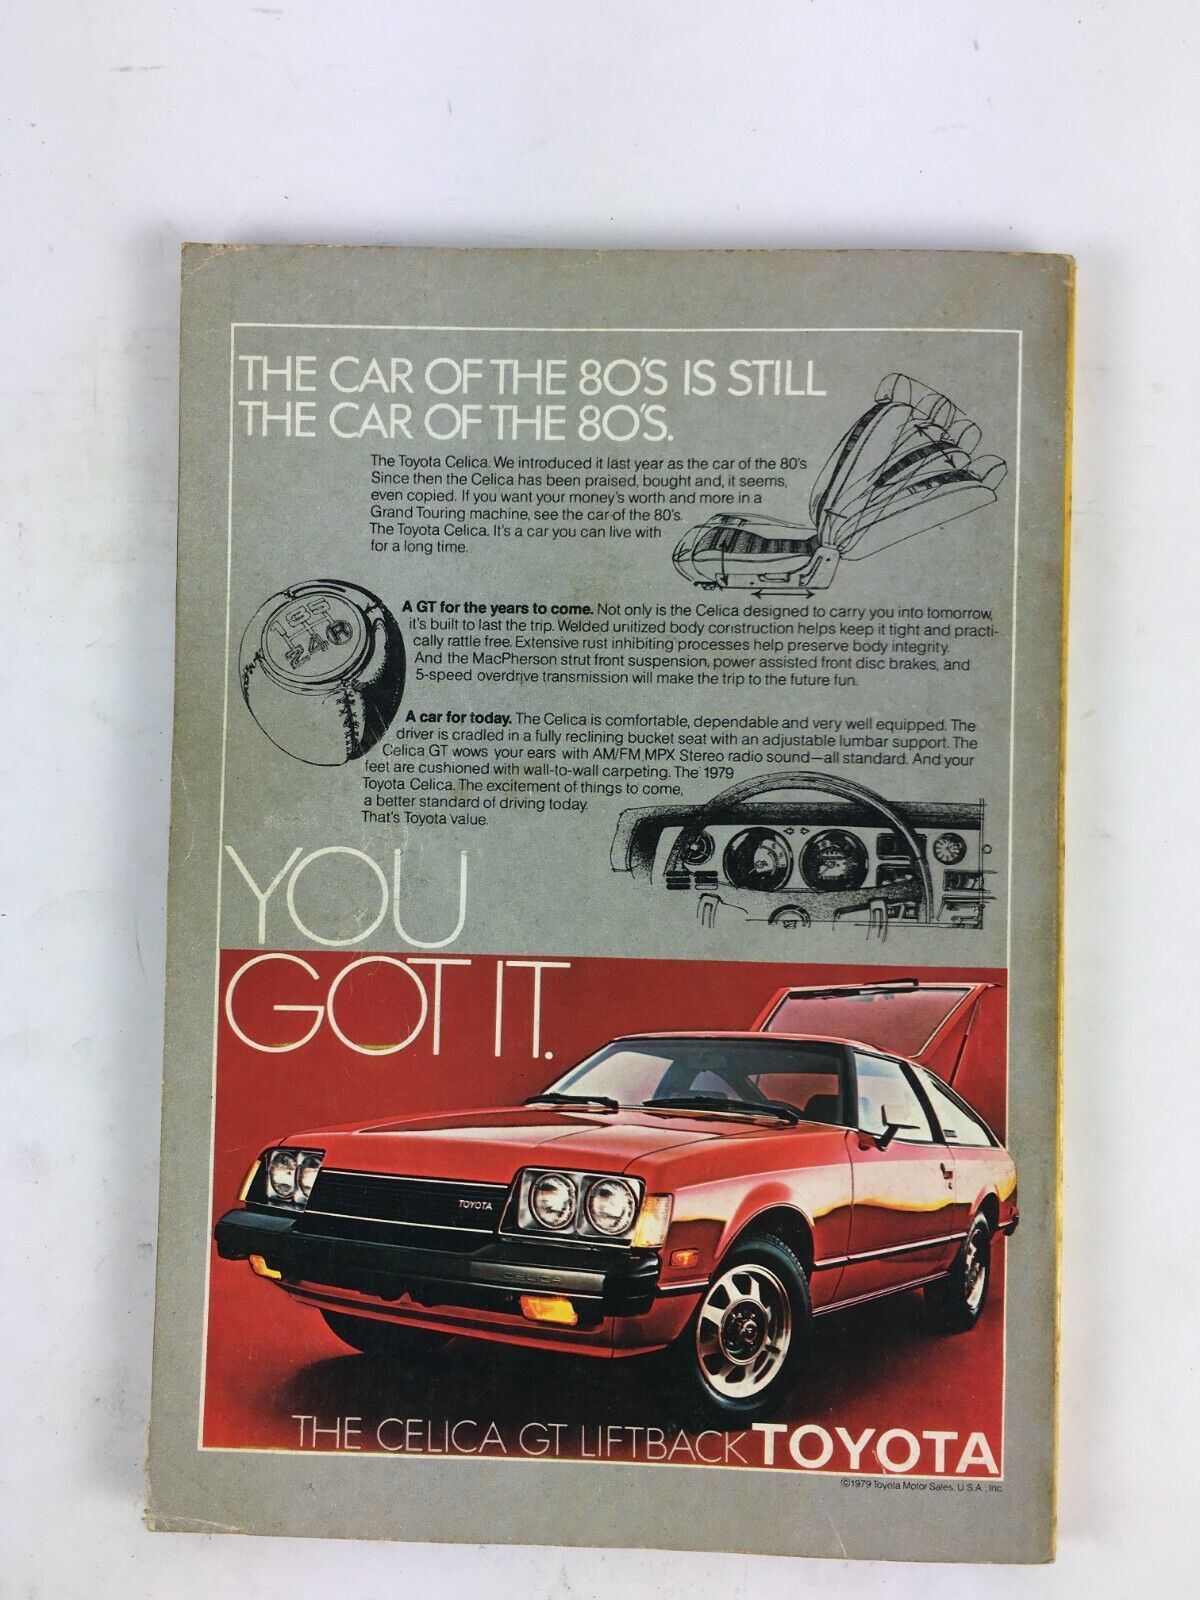 THE CAR OF THE 80'S IS STILL
THE CAR OF THE 80'S.
The Toyota Celica. We introduced it last year as the car of the 80's
Since then the Celica has been praised, bought and, it seems,
even copied. If you want your money's worth and more in a
Grand Touring machine, see the car of the 80's.
The Toyota Celica. It's a car you can live with
for a long time.
A GT for the years to come. Not only is the Celica designed to carry you into tomorrow,
it's built to last the trip. Welded unitized body construction helps keep it tight and practi-
cally rattle free. Extensive rust inhibiting processes help preserve body integrity.
And the MacPherson strut front suspension, power assisted front disc brakes, and
5-speed overdrive transmission will make the trip to the future fun.
135
24R
A car for today. The Celica is comfortable, dependable and very well equipped. The
driver is cradled in a fully reclining bucket seat with an adjustable lumbar support. The
Celica GT wows your ears with AM/FM MPX Stereo radio sound—all standard. And your
feet are cushioned with wall-to-wall carpeting. The 1979
Toyota Celica. The excitement of things to come,
a better standard of driving today.
That's Toyota value.
YOU
GOT IT.
TOYOTA
CELICA
THE CELICA GT LIFTBACK TOYOTA
©1979 Toyota Motor Sales, U.S.A., Inc